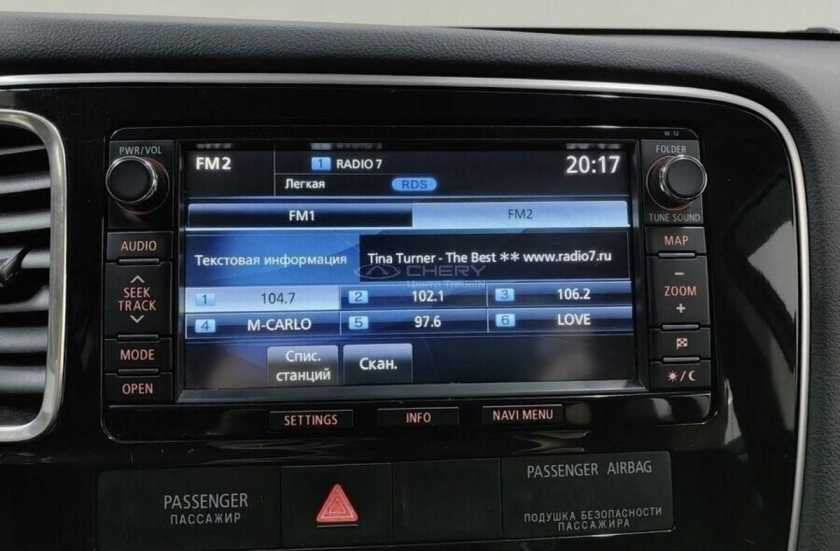 W-12
PWR/VOL
FOLDER
FM2
1 RADIO 7
20:17
Легкая
RDS
TUNE SOUND
FM1
FM2
AUDIO
MAP
Текстовая информация
Tina Turner - The Best ** www.radio7.ru
CHERY
SEEK
TRACK
ZOOM
1 104.7
2 102.1
3 106.2
4 M-CARLO
5 97.6
6 LOVE
MODE
Спис.
станций
Скан.
OPEN
SETTINGS
INFO
NAVI MENU
PASSENGER
ПАССАЖИР
PASSENGER AIRBAG
ПОДУШКА БЕЗОПАСНОСТИ
ПАССАЖИРА